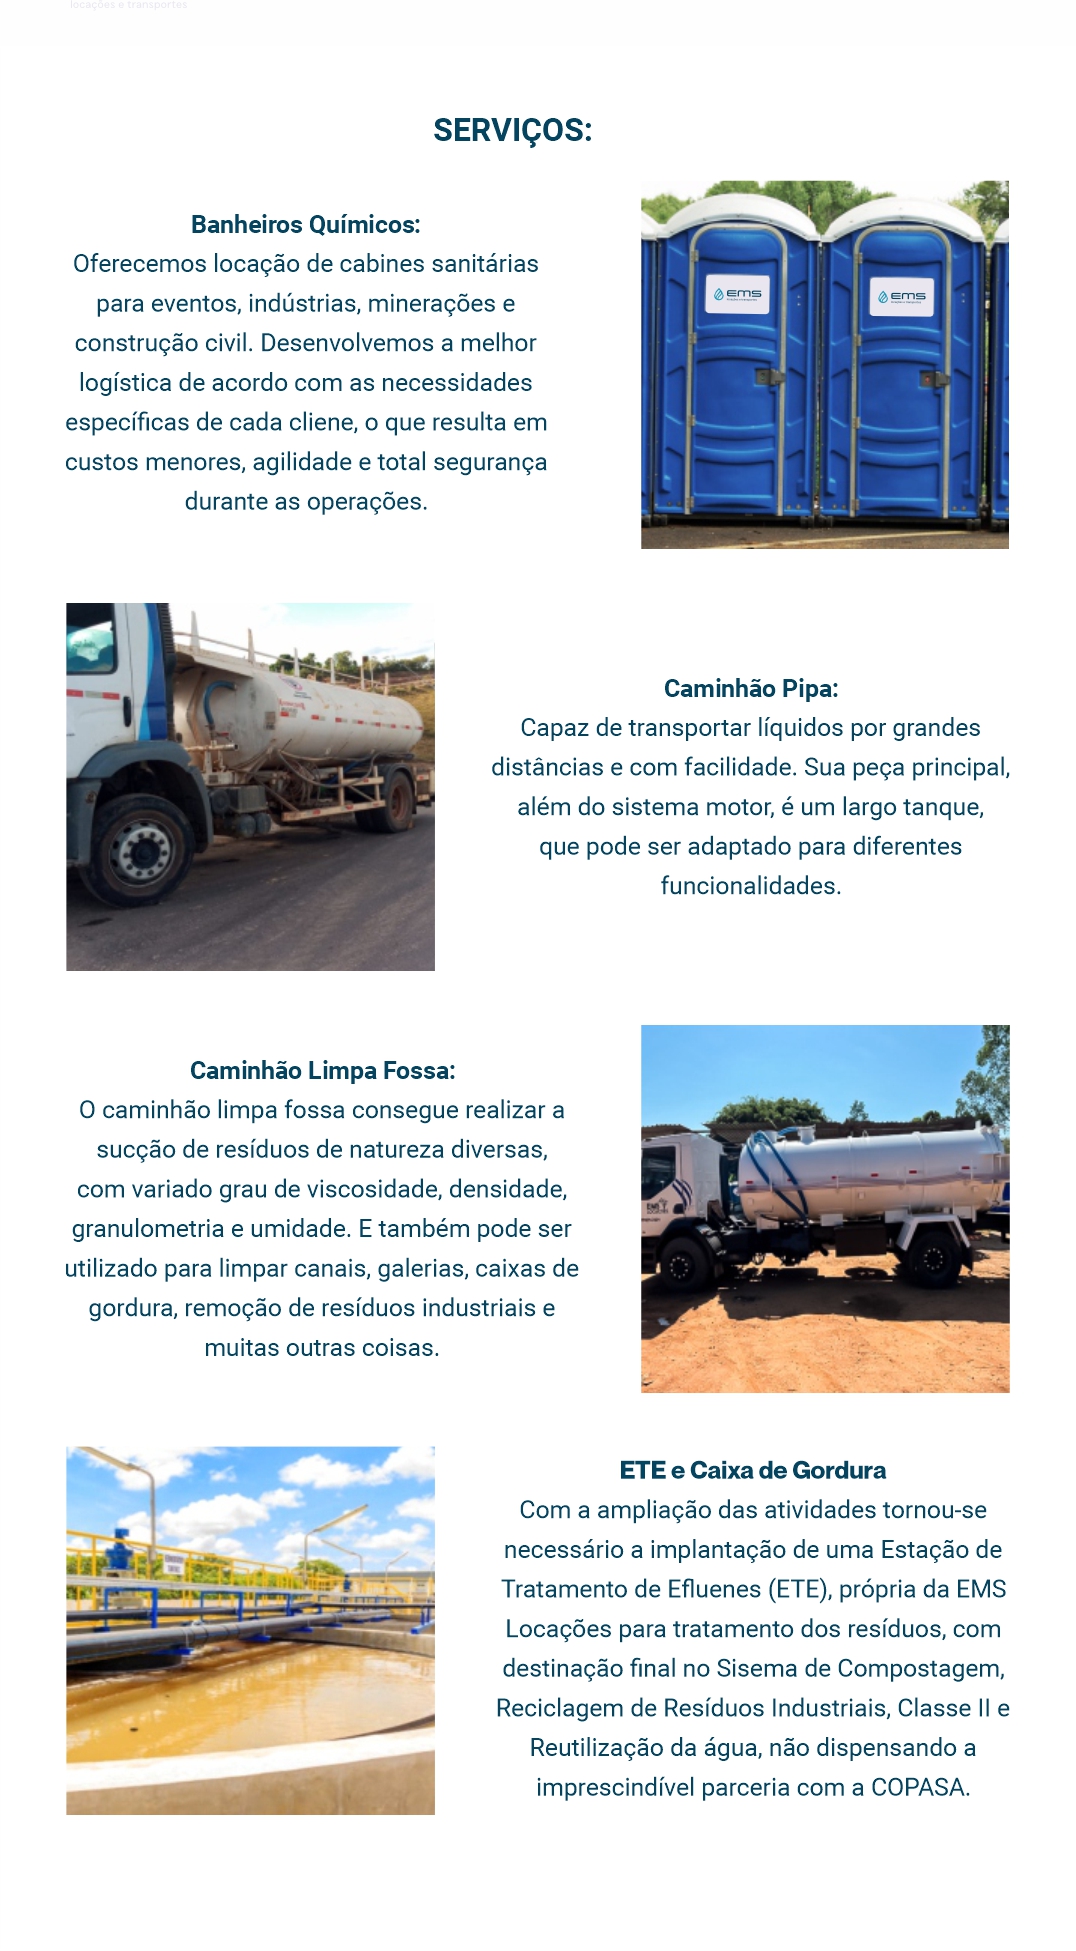 locações e transportes
SERVIÇOS:
Banheiros Químicos:
Oferecemos locação de cabines sanitárias
para eventos, indústrias, minerações e
construção civil. Desenvolvemos a melhor
logística de acordo com as necessidades
específicas de cada cliene, o que resulta em
custos menores, agilidade e total segurança
durante as operações.
ems
ems
Caminhão Pipa:
Capaz de transportar líquidos por grandes
distâncias e com facilidade. Sua peça principal,
além do sistema motor, é um largo tanque,
que pode ser adaptado para diferentes
funcionalidades.
Caminhão Limpa Fossa:
O caminhão limpa fossa consegue realizar a
sucção de resíduos de natureza diversas,
com variado grau de viscosidade, densidade,
granulometria e umidade. E também pode ser
utilizado para limpar canais, galerias, caixas de
gordura, remoção de resíduos industriais e
muitas outras coisas.
ETE e Caixa de Gordura
Com a ampliação das atividades tornou-se
necessário a implantação de uma Estação de
Tratamento de Efluenes (ETE), própria da EMS
Locações para tratamento dos resíduos, com
destinação final no Sisema de Compostagem,
Reciclagem de Resíduos Industriais, Classe II e
Reutilização da água, não dispensando a
imprescindível parceria com a COPASA.